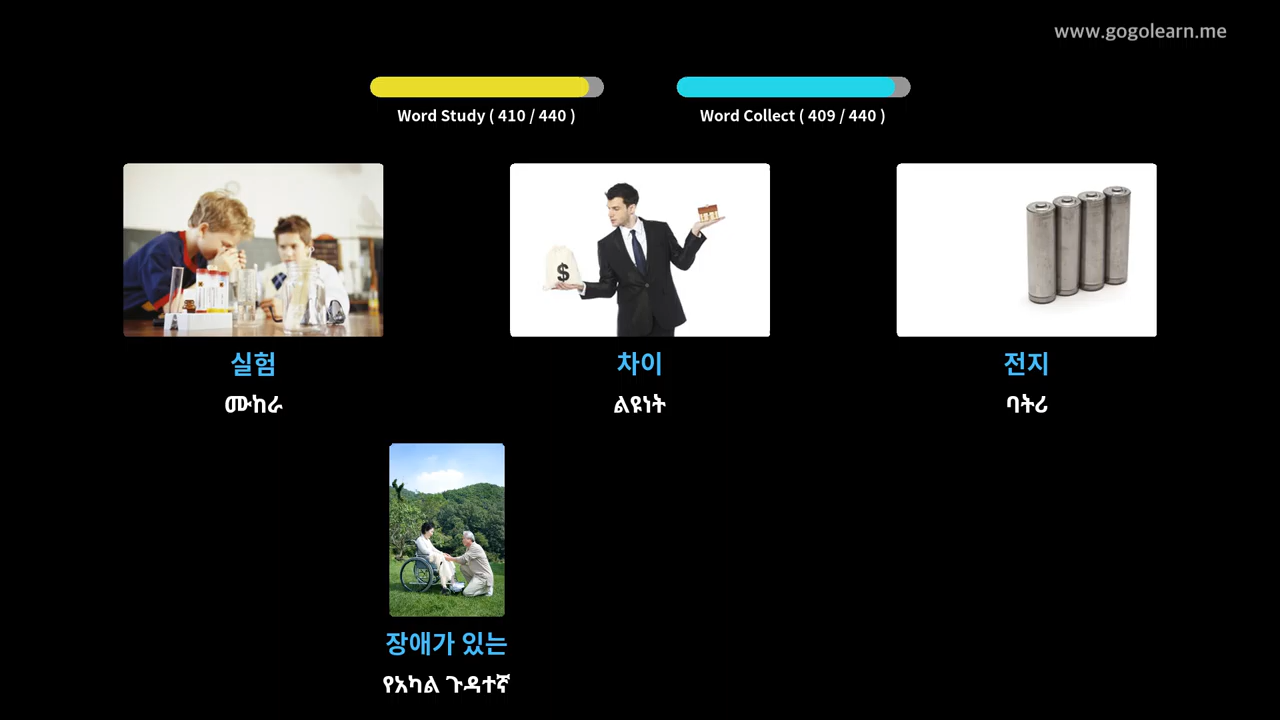 www.gogolearn.me
Word Study ( 410 / 440 )
Word Collect ( 409 / 440 )
$
실험
차이
전지
ሙከራ
ልዩነት
ባትሪ
장애가 있는
የአካል ጉዳተኛ